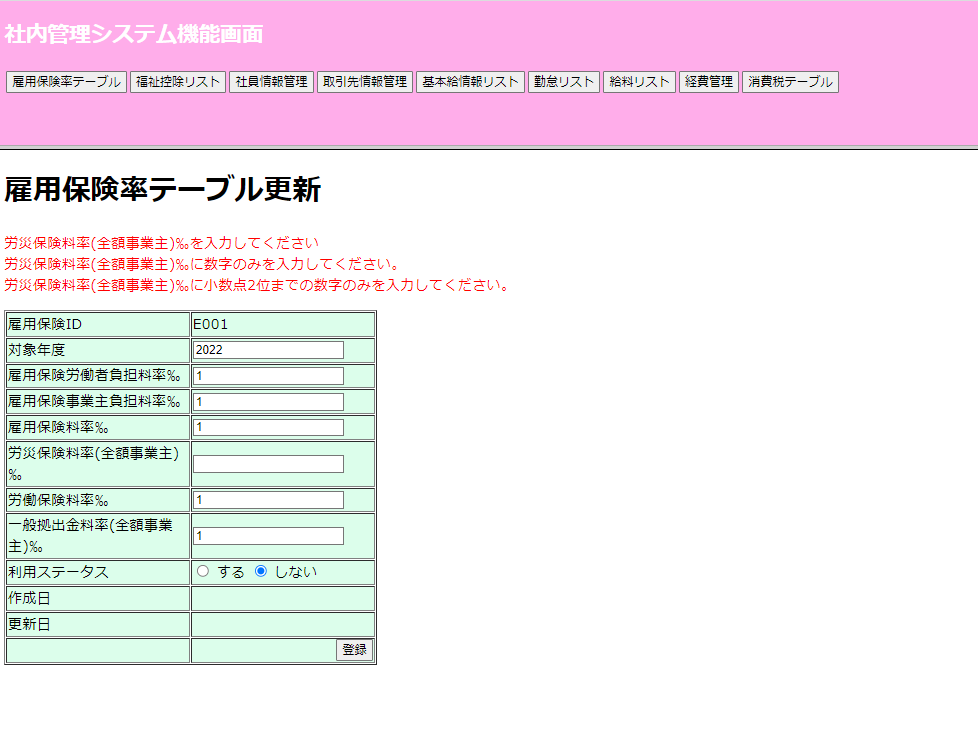 社内管理システム機能画面
雇用保険率テーブル 福祉控除リスト 社員情報管理 取引先情報管理 基本給情報リスト 勤怠リスト 給料リスト 経費管理 消費税テーブル
雇用保険率テーブル更新
労災保険料率(全額事業主)‰を入力してください
労災保険料率(全額事業主)‰に数字のみを入力してください。
労災保険料率(全額事業主)‰に小数点2位までの数字のみを入力してください。
雇用保険ID E001
対象年度 2022
雇用保険労働者負担料率‰ 1
雇用保険事業主負担料率‰ 1
雇用保険料率‰ 1
労災保険料率(全額事業主)
‰
労働保険料率‰ 1
一般拠出金料率(全額事業
主)‰ 1
利用ステータス する しない
作成日
更新日
登録